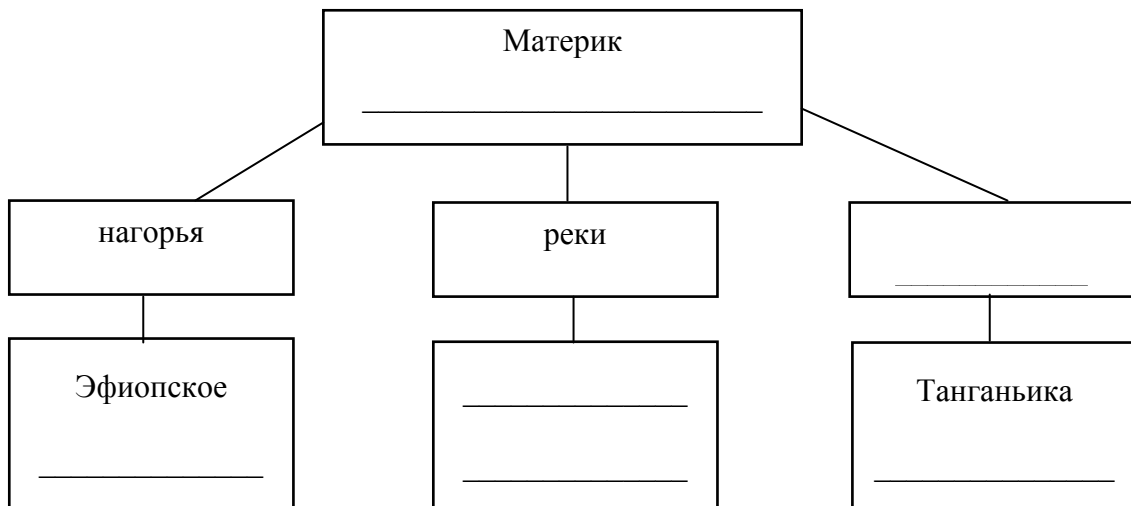 Материк
нагорья
реки
Эфиопское
Танганьика